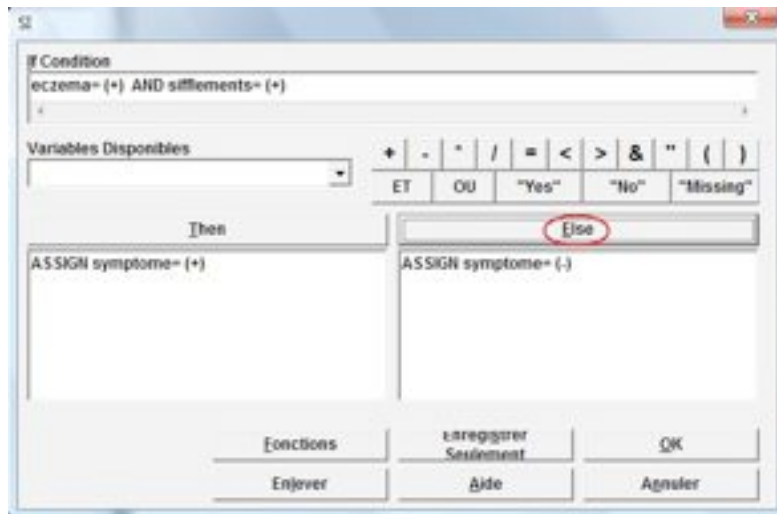 SI
If Condition
eczema= (+) AND sifflements= (+)
Variables Disponibles
+ - * / = < > & " ( )
ET OU "Yes" "No" "Missing"
Then Else
ASSIGN symptome= (+) ASSIGN symptome= (-)
Fonctions Enregistrer Seulement OK
Enlever Aide Annuler